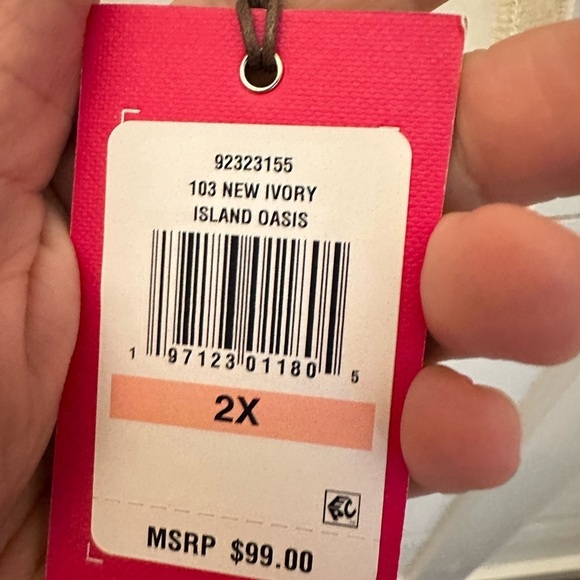 92323155
103 NEW IVORY
ISLAND OASIS
1 97123 01180 5
2X
MSRP $99.00